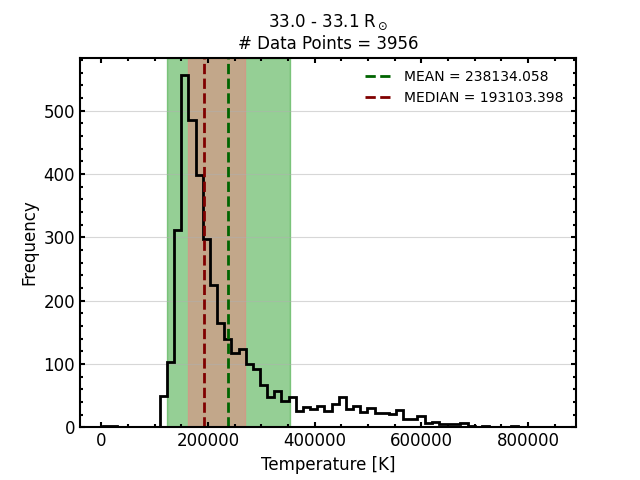 33.0 - 33.1 R⊙
# Data Points = 3956
MEAN = 238134.058
MEDIAN = 193103.398
Frequency
500
400
300
200
100
0
0 200000 400000 600000 800000
Temperature [K]